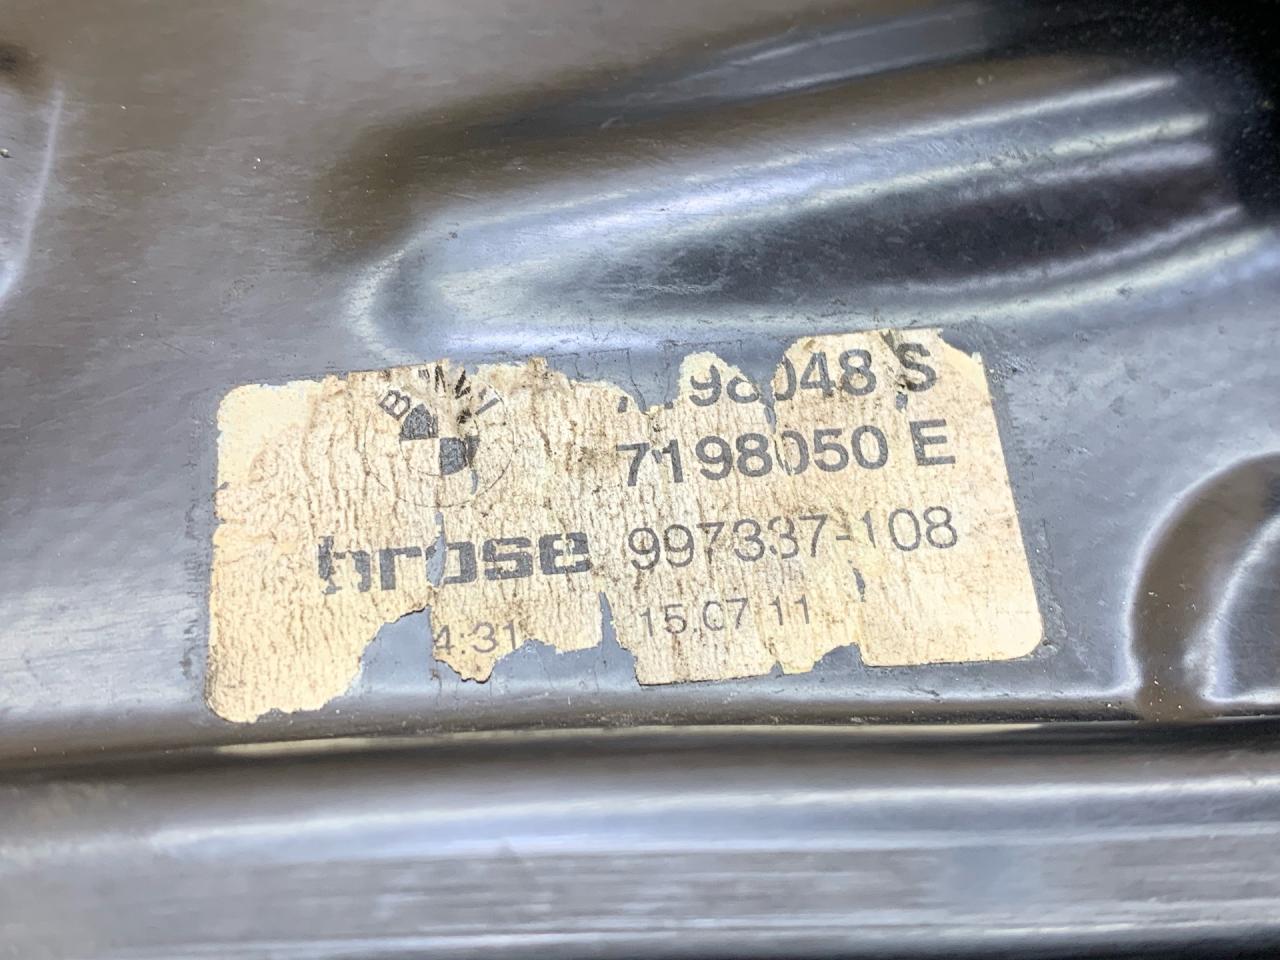 BMW
98048 S
7198050 E
brose 997337-108
4:31 15.07 11